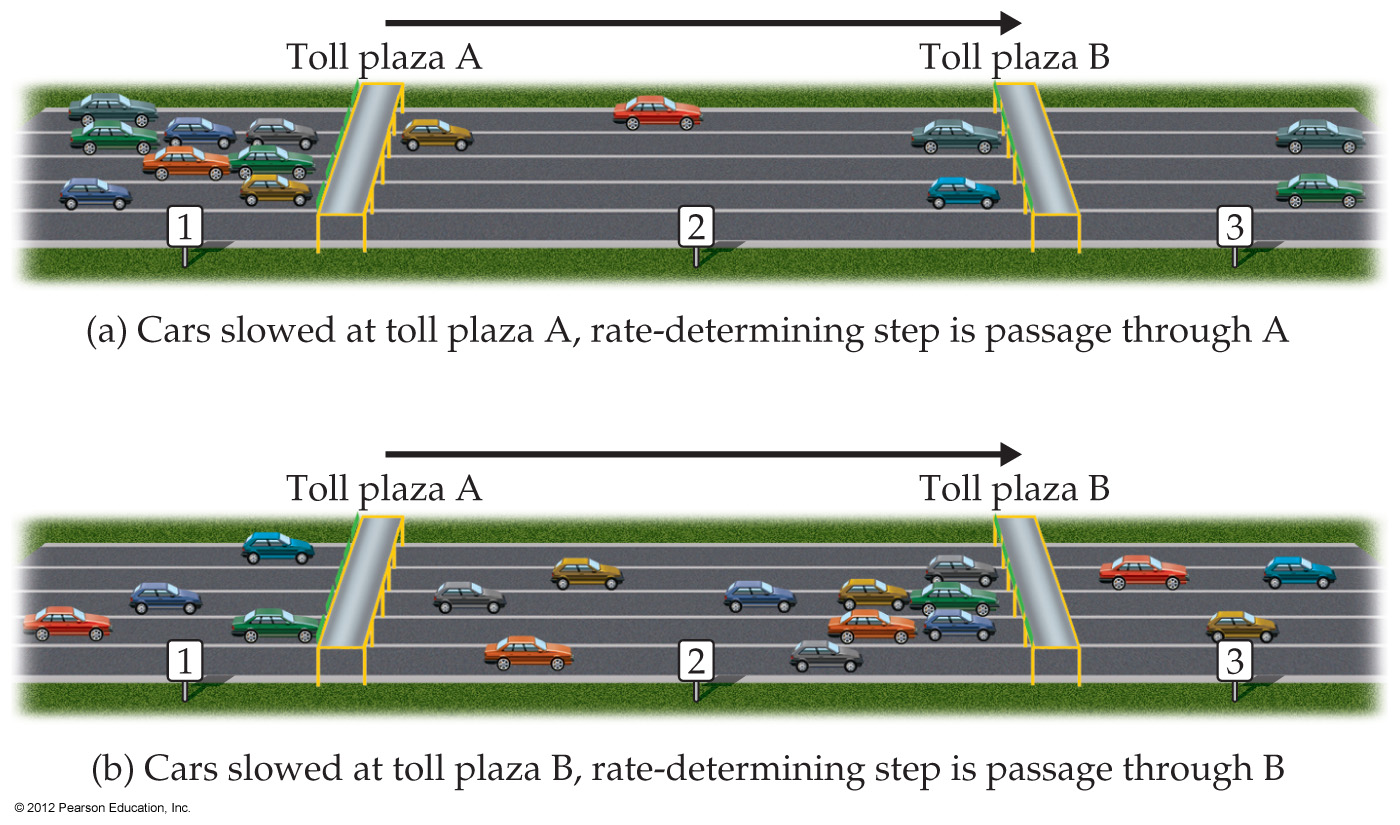 Toll plaza A
Toll plaza B
1
2
3
(a) Cars slowed at toll plaza A, rate-determining step is passage through A
Toll plaza A
Toll plaza B
1
2
3
(b) Cars slowed at toll plaza B, rate-determining step is passage through B
© 2012 Pearson Education, Inc.